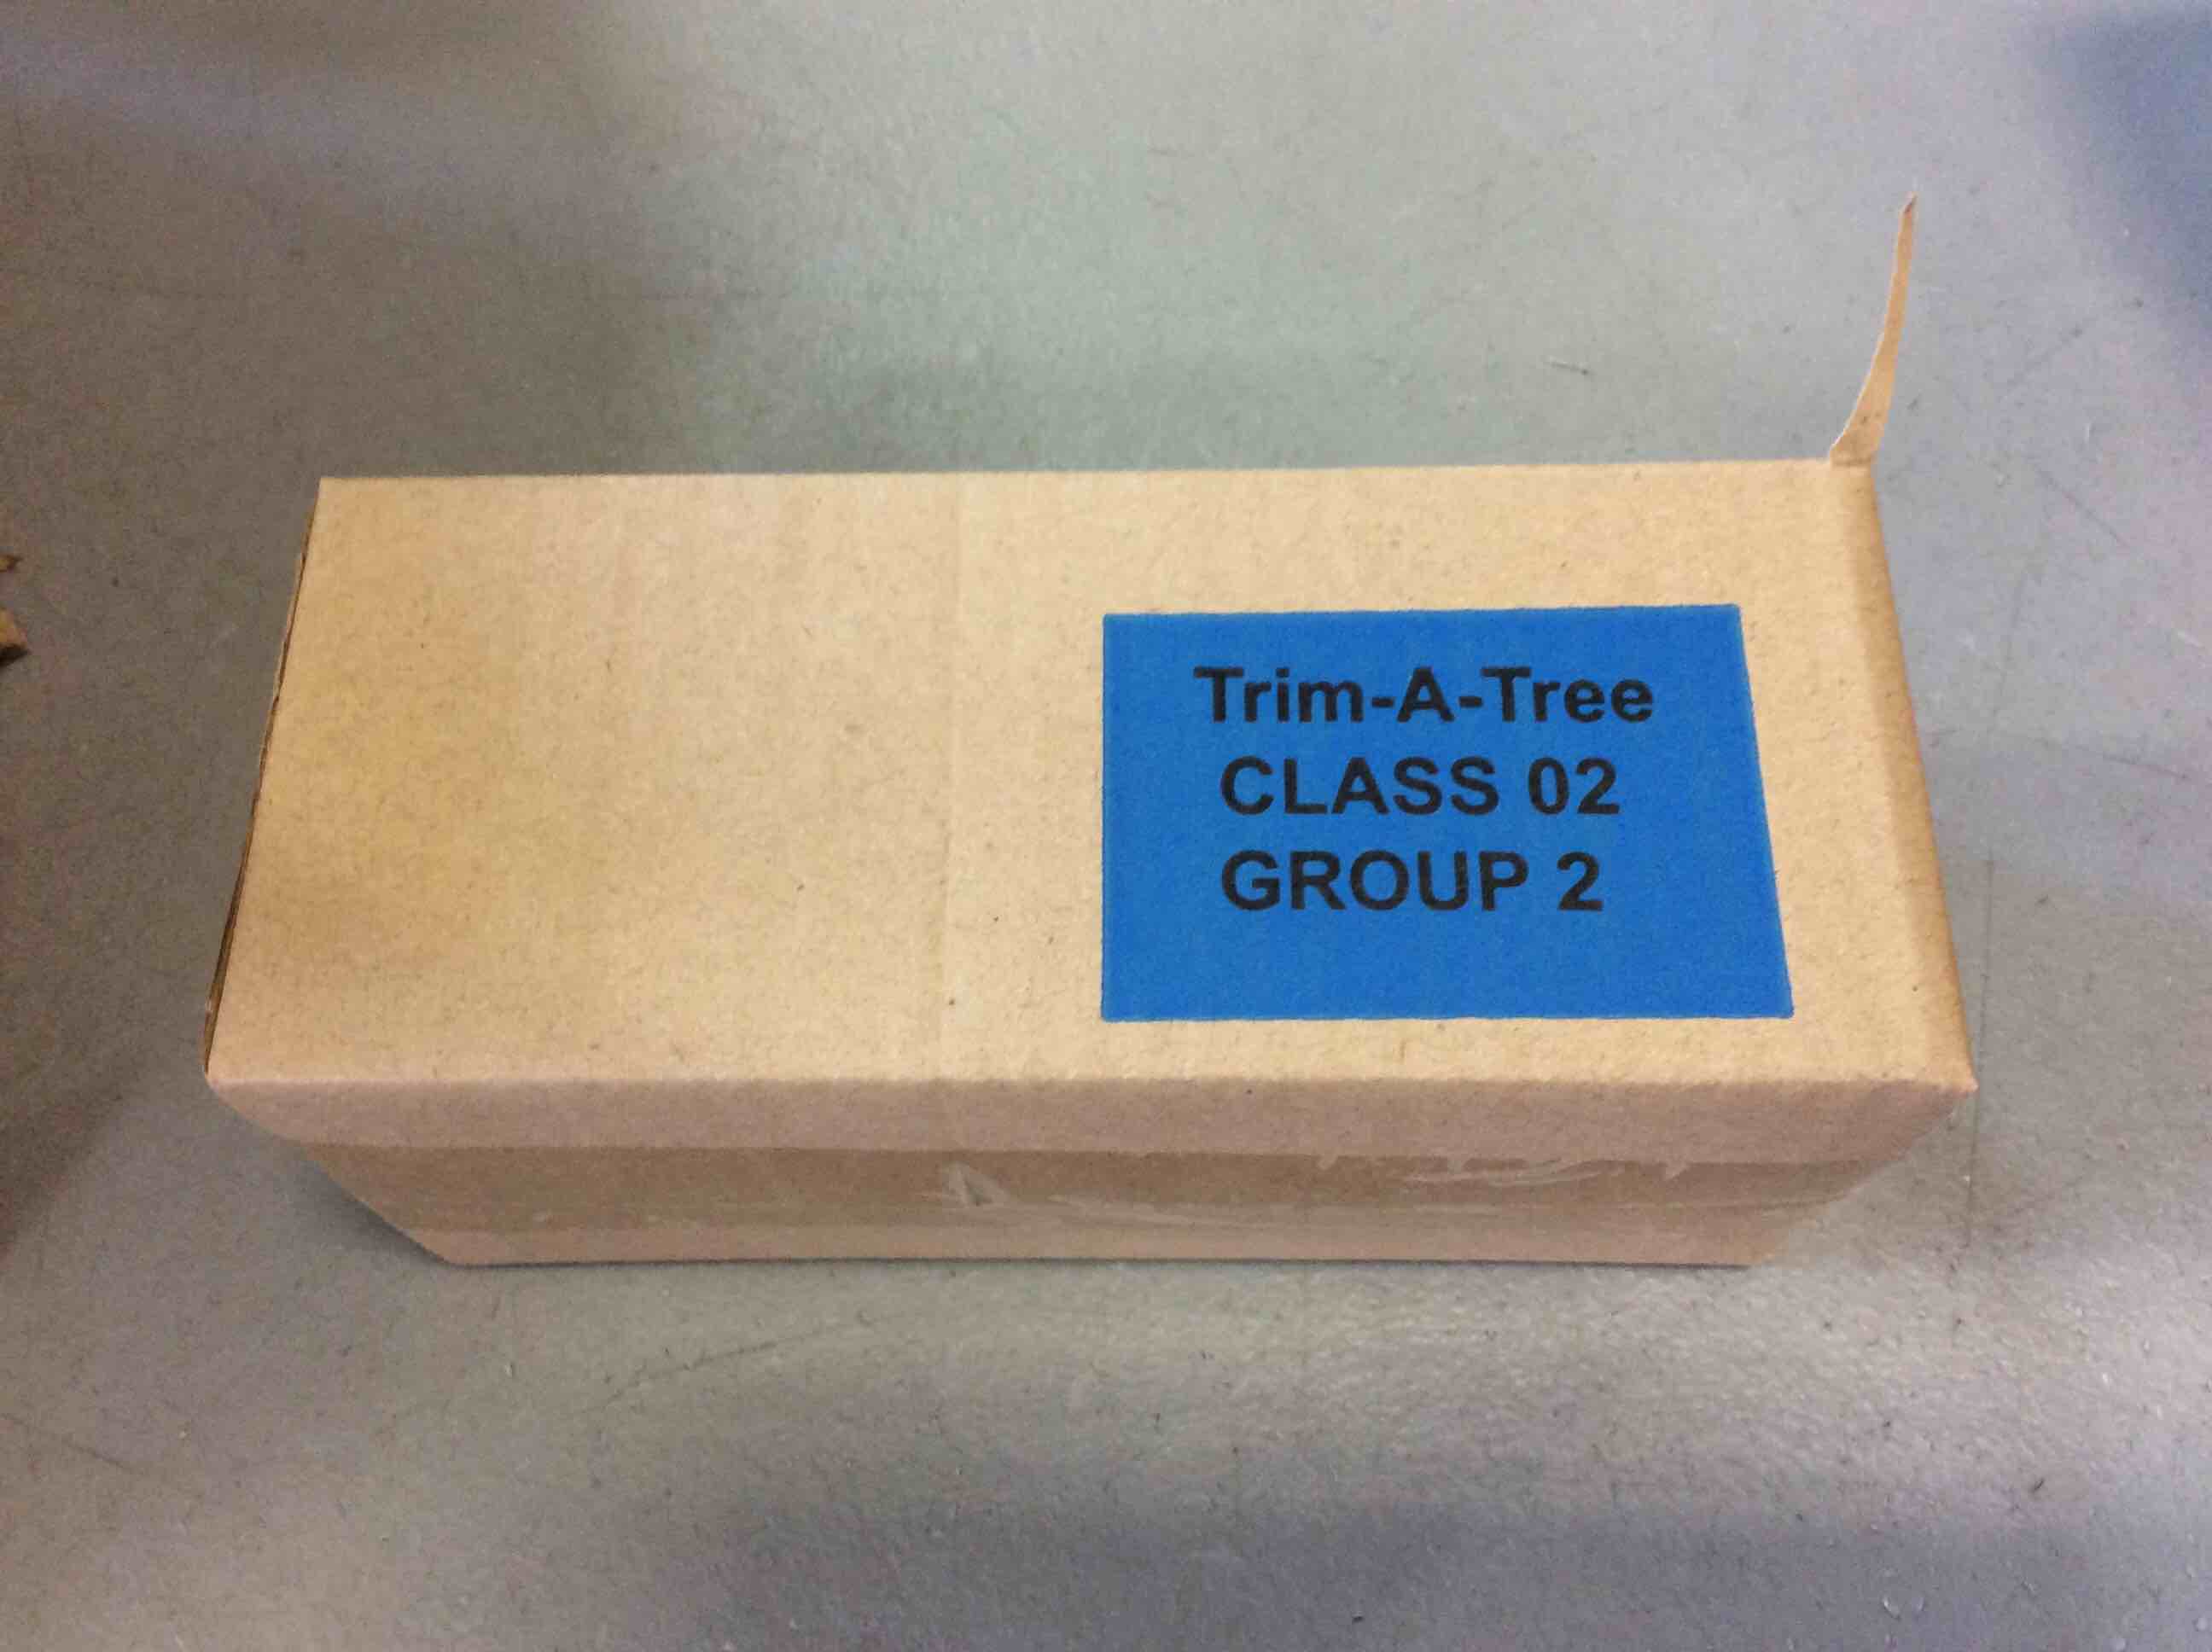 Trim-A-Tree
CLASS 02
GROUP 2